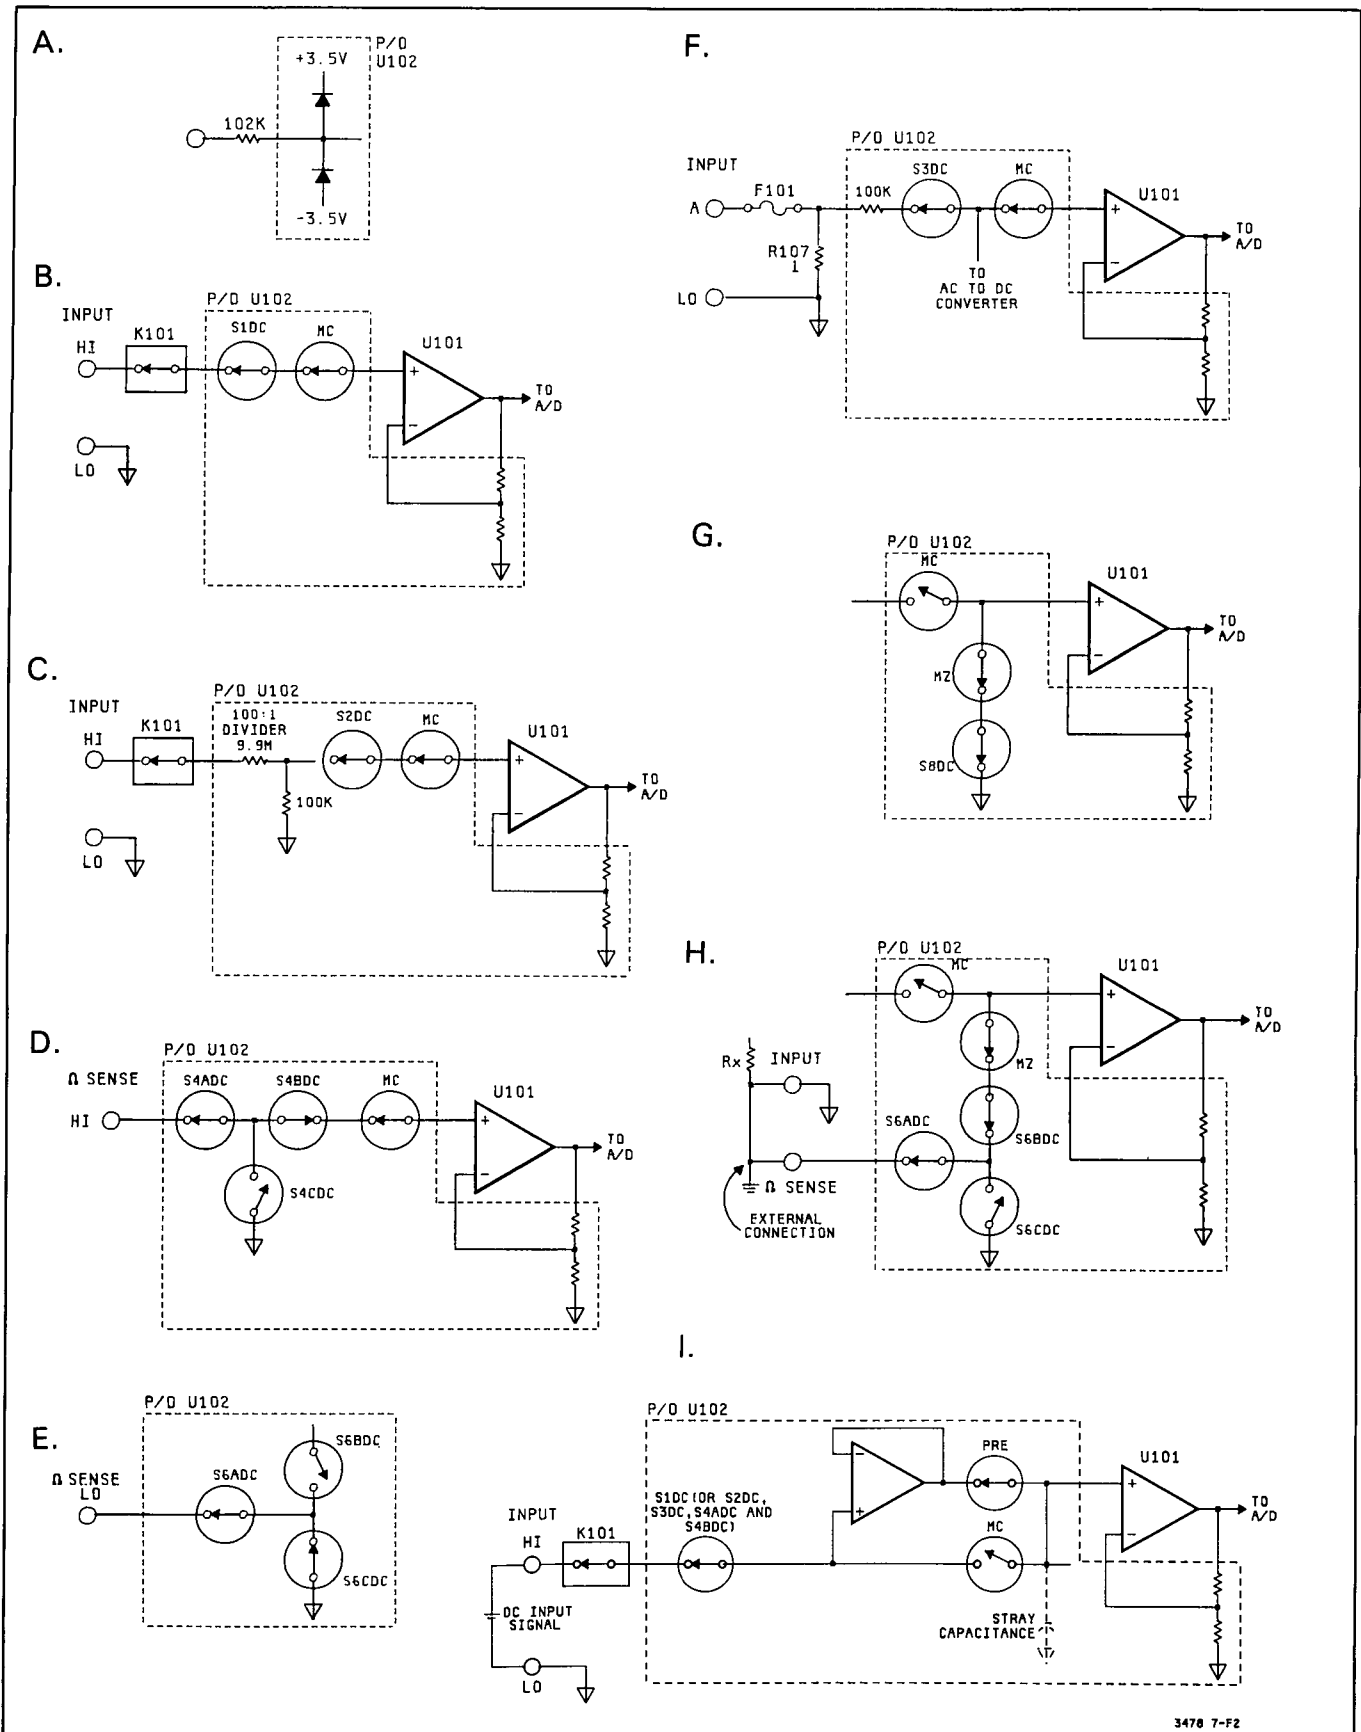 A.
P/O
U102
+3.5V
102K
-3.5V
B.
P/O U102
INPUT
HI
K101
S1DC
MC
U101
+
-
TO
A/D
LO
C.
P/O U102
INPUT
HI
K101
100:1
DIVIDER
9.9M
S2DC
MC
U101
+
-
100K
TO
A/D
LO
D.
P/O U102
Ω SENSE
HI
S4ADC
S4BDC
MC
U101
+
-
S4CDC
TO
A/D
E.
P/O U102
Ω SENSE
LO
S6ADC
S6BDC
S6CDC
F.
P/O U102
INPUT
A
F101
100K
S3DC
MC
U101
+
-
R107
1
TO
AC TO DC
CONVERTER
TO
A/D
LO
G.
P/O U102
MC
U101
+
-
MZ
S8DC
TO
A/D
H.
P/O U102
MC
U101
+
-
TO
A/D
Rx
INPUT
MZ
S6ADC
S6BDC
Ω SENSE
EXTERNAL
CONNECTION
S6CDC
I.
P/O U102
PRE
U101
-
+
+
-
S1DC(OR S2DC,
S3DC,S4ADC AND
S4BDC)
INPUT
HI
K101
MC
TO
A/D
DC INPUT
SIGNAL
STRAY
CAPACITANCE
LO
3478 7-F2